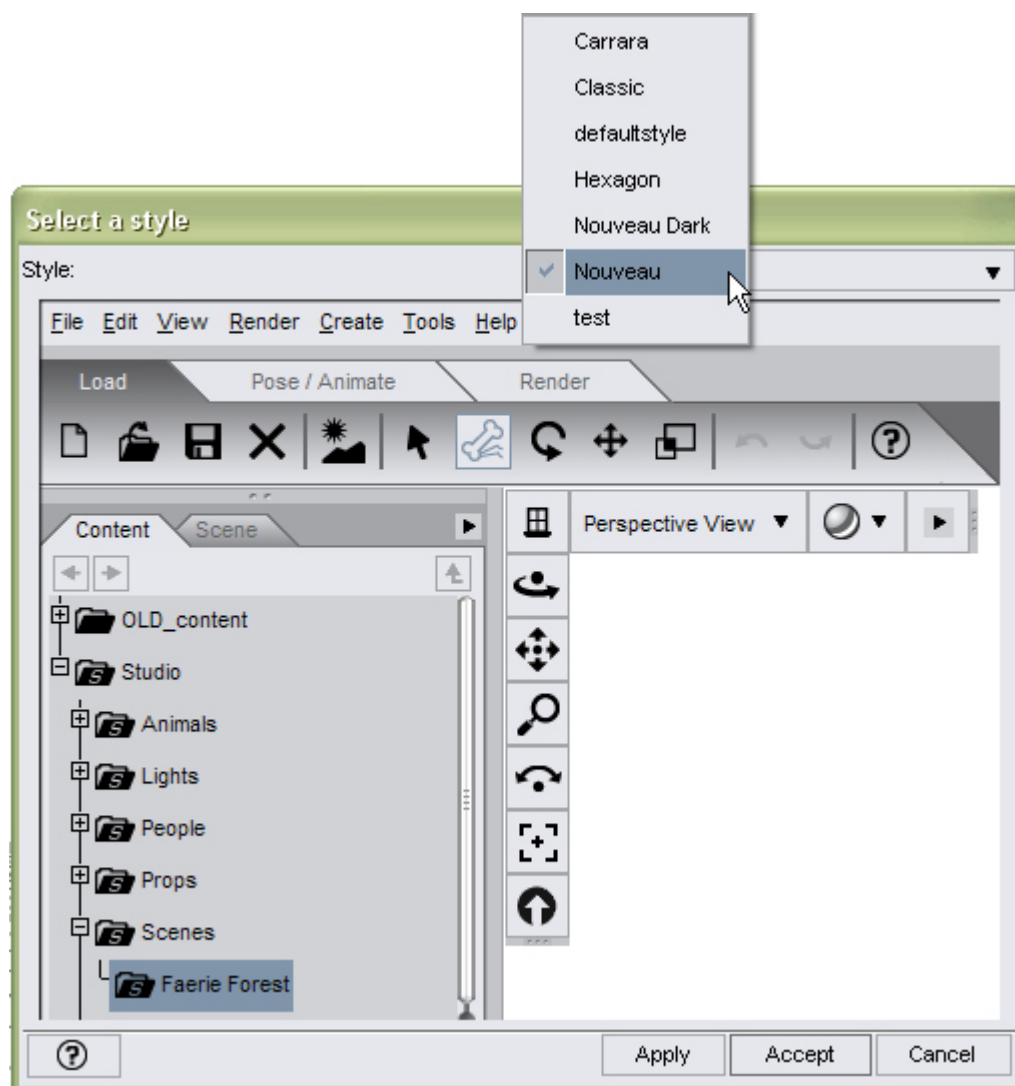 Carrara
Classic
defaultstyle
Hexagon
Nouveau Dark
Nouveau
test
Select a style
Style:
File Edit View Render Create Tools Help
Load Pose / Animate Render
Content Scene
Perspective View
OLD_content
Studio
Animals
Lights
People
Props
Scenes
Faerie Forest
Apply Accept Cancel